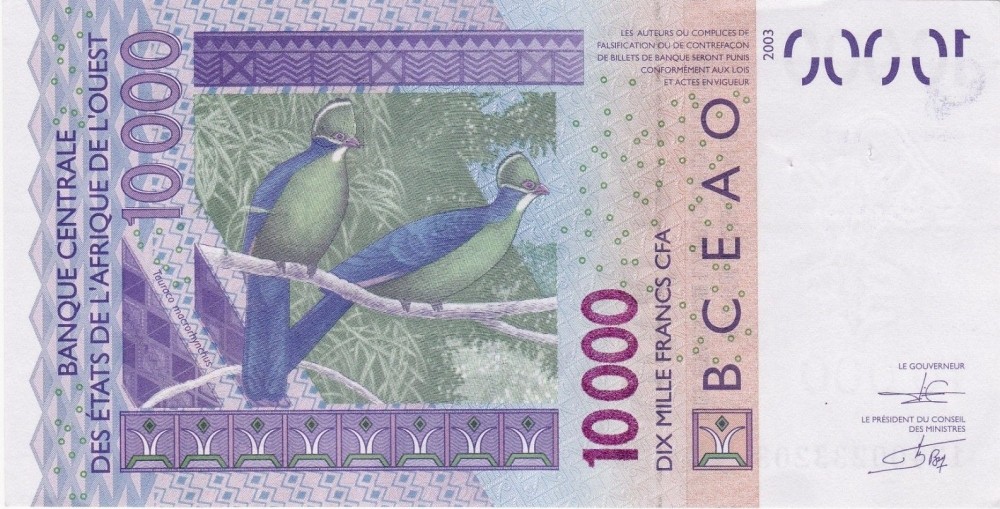 BANQUE CENTRALE
DES ÉTATS DE L'AFRIQUE DE L'OUEST
10 000
Tauraco macrorhynchus
LES AUTEURS OU COMPLICES DE
FALSIFICATION OU DE CONTREFAÇON
DE BILLETS DE BANQUE SERONT PUNIS
CONFORMÉMENT AUX LOIS
ET ACTES EN VIGUEUR
2003
10000
10000
DIX MILLE FRANCS CFA
BCEAO
LE GOUVERNEUR
LE PRÉSIDENT DU CONSEIL
DES MINISTRES